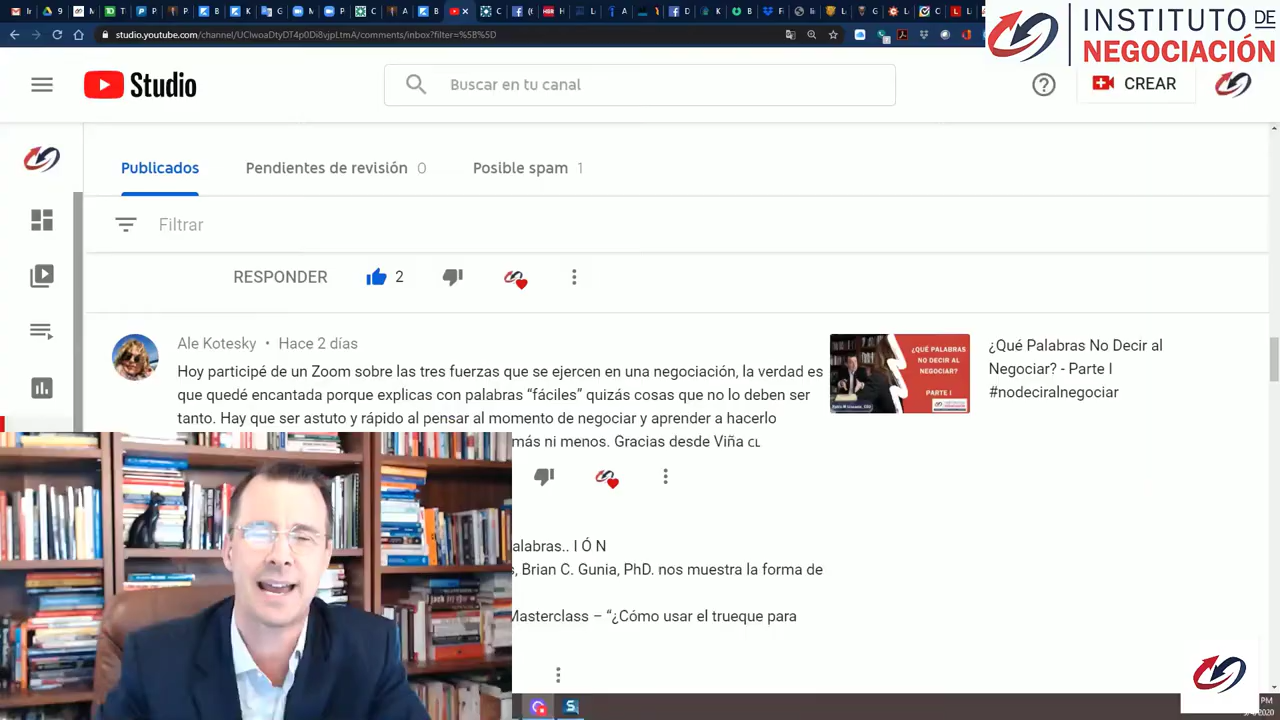 studio.youtube.com/channel/UClwoaDtyDT4p0Di8vjpLtmA/comments/inbox?filter=%5B%5D
INSTITUTO DE
NEGOCIACIÓN
Studio
Buscar en tu canal
CREAR
Publicados
Pendientes de revisión 0
Posible spam 1
Filtrar
RESPONDER
2
Ale Kotesky • Hace 2 días
Hoy participé de un Zoom sobre las tres fuerzas que se ejercen en una negociación, la verdad es
que quedé encantada porque explicas con palabras “fáciles” quizás cosas que no lo deben ser
tanto. Hay que ser astuto y rápido al pensar al momento de negociar y aprender a hacerlo
más ni menos. Gracias desde Viña CL
¿QUÉ PALABRAS
NO DECIR AL
NEGOCIAR?
PARTE I
¿Qué Palabras No Decir al
Negociar? - Parte I
#nodeciralnegociar
alabras.. I Ó N
, Brian C. Gunia, PhD. nos muestra la forma de
Masterclass – “¿Cómo usar el trueque para
PM